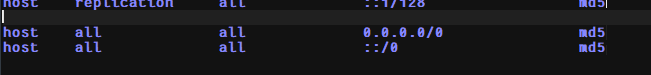 host replication all ::1/128 md5
host all all 0.0.0.0/0 md5
host all all ::/0 md5